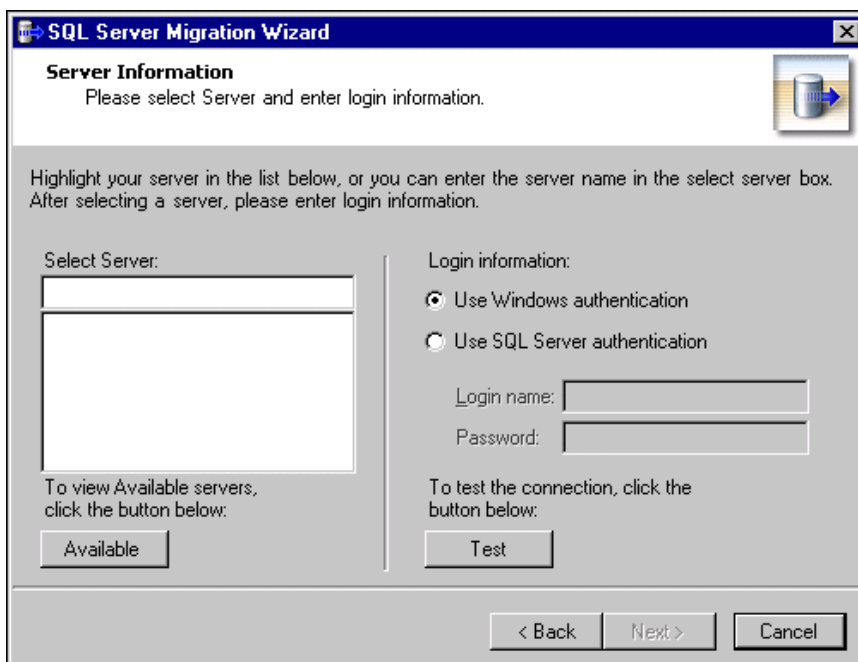 SQL Server Migration Wizard
Server Information
Please select Server and enter login information.
Highlight your server in the list below, or you can enter the server name in the select server box.
After selecting a server, please enter login information.
Select Server:
To view Available servers,
click the button below:
Available
Login information:
Use Windows authentication
Use SQL Server authentication
Login name:
Password:
To test the connection, click the
button below:
Test
< Back
Next >
Cancel